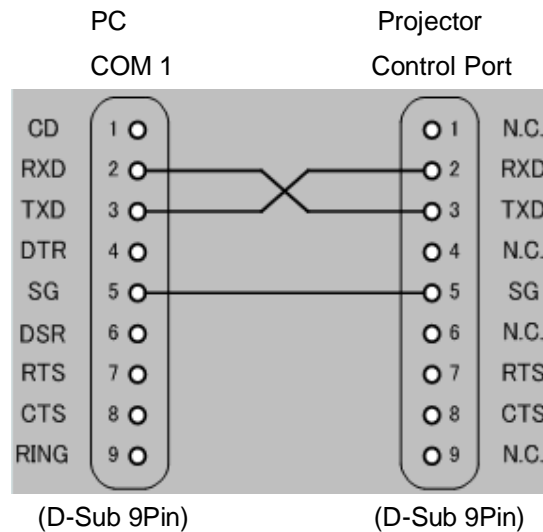 PC Projector
COM 1 Control Port
CD 1 1 N.C.
RXD 2 2 RXD
TXD 3 3 TXD
DTR 4 4 N.C.
SG 5 5 SG
DSR 6 6 N.C.
RTS 7 7 RTS
CTS 8 8 CTS
RING 9 9 N.C.
(D-Sub 9Pin) (D-Sub 9Pin)